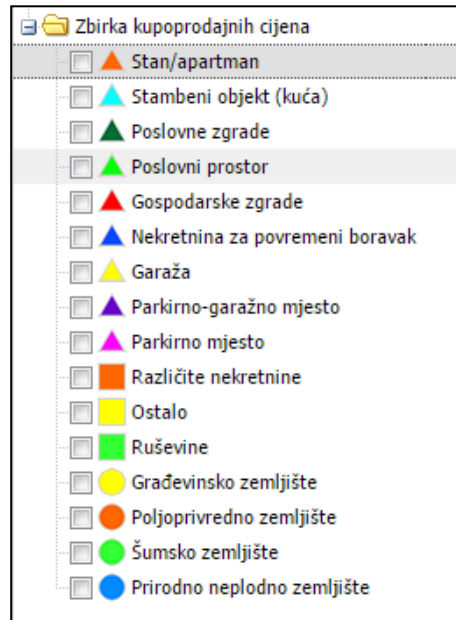 Zbirka kupoprodajnih cijena
Stan/apartman
Stambeni objekt (kuća)
Poslovne zgrade
Poslovni prostor
Gospodarske zgrade
Nekretnina za povremeni boravak
Garaža
Parkirno-garažno mjesto
Parkirno mjesto
Različite nekretnine
Ostalo
Ruševine
Građevinsko zemljište
Poljoprivredno zemljište
Šumsko zemljište
Prirodno neplodno zemljište